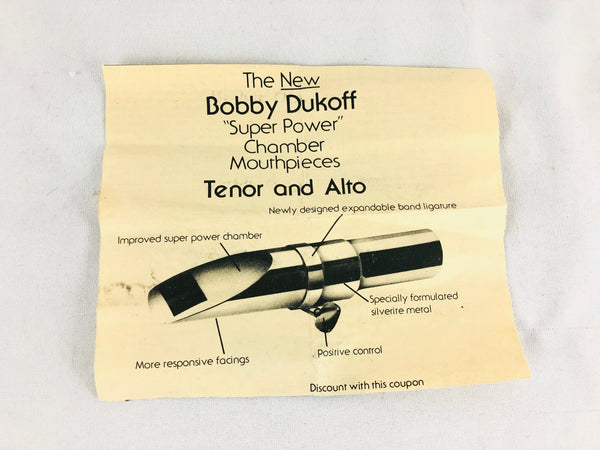 The New
Bobby Dukoff
"Super Power"
Chamber
Mouthpieces
Tenor and Alto
Newly designed expandable band ligature
Improved super power chamber
Specially formulated
silverite metal
Positive control
More responsive facings
Discount with this coupon